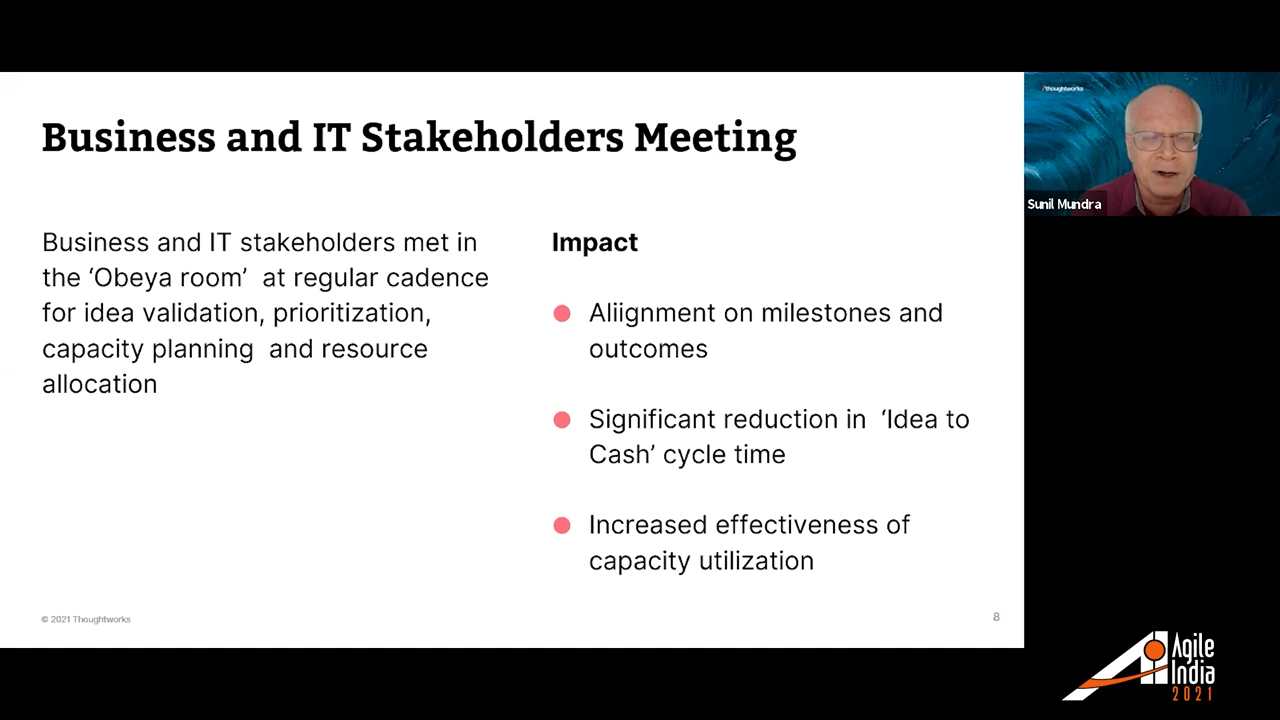 Business and IT Stakeholders Meeting
Business and IT stakeholders met in
the ‘Obeya room’ at regular cadence
for idea validation, prioritization,
capacity planning and resource
allocation
Impact
Aliignment on milestones and
outcomes
Significant reduction in ‘Idea to
Cash’ cycle time
Increased effectiveness of
capacity utilization
© 2021 Thoughtworks
8
/thoughtworks
Sunil Mundra
Agile
India
2021